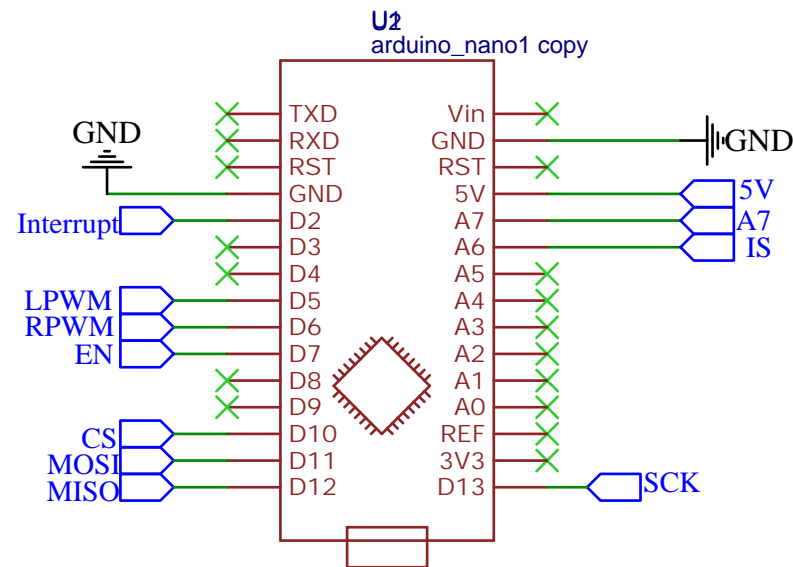 arduino_nano1 copy
TXD Vin
GND RXD GND GND
RST RST
GND 5V 5V
Interrupt D2 A7 A7
D3 A6 IS
D4 A5
LPWM D5 A4
RPWM D6 A3
EN D7 A2
D8 A1
D9 A0
CS D10 REF
MOSI D11 3V3
MISO D12 D13 SCK